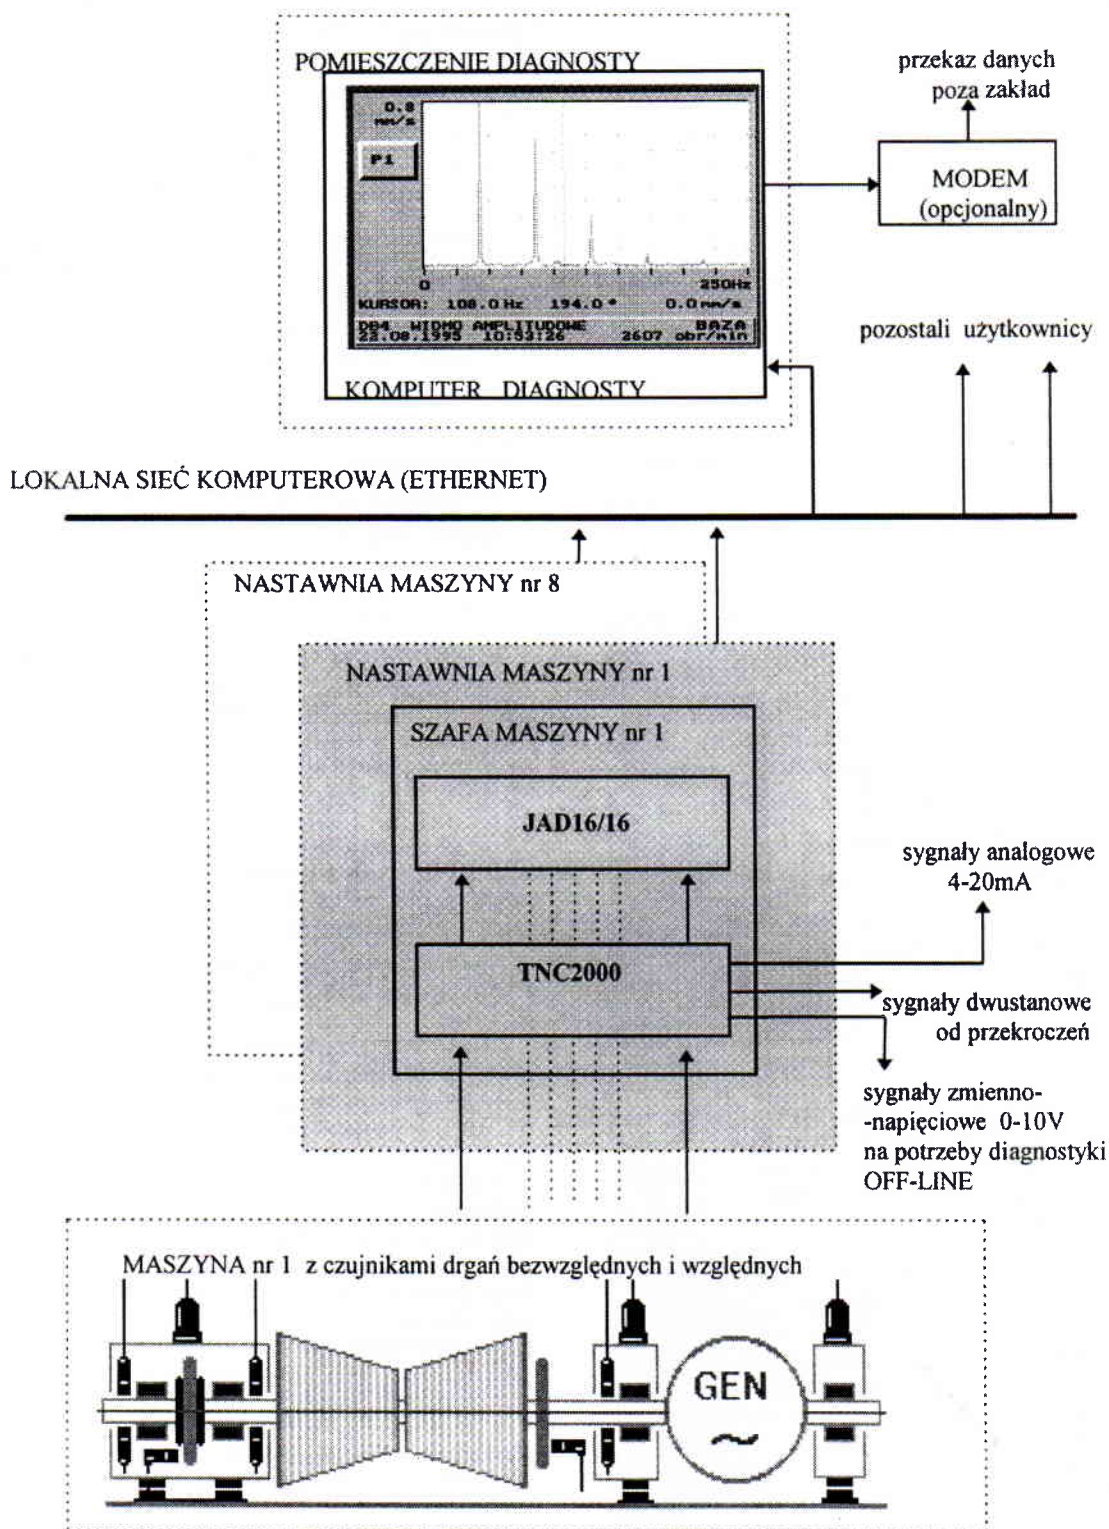 POMIESZCZENIE DIAGNOSTY
0.8
mm/s
P1
0
250Hz
KURSOR: 108.0 Hz 194.0 ° 0.0 mm/s
DB4 WIDMO AMPLITUDOWE BAZA
23.08.1995 10:53:26 2607 obr/min
KOMPUTER DIAGNOSTY
przekaz danych
poza zakład
MODEM
(opcjonalny)
pozostali użytkownicy
LOKALNA SIEĆ KOMPUTEROWA (ETHERNET)
NASTAWNIA MASZYNY nr 8
NASTAWNIA MASZYNY nr 1
SZAFA MASZYNY nr 1
JAD16/16
TNC2000
sygnały analogowe
4-20mA
sygnały dwustanowe
od przekroczeń
sygnały zmienno-
-napięciowe 0-10V
na potrzeby diagnostyki
OFF-LINE
MASZYNA nr 1 z czujnikami drgań bezwzględnych i względnych
GEN
~